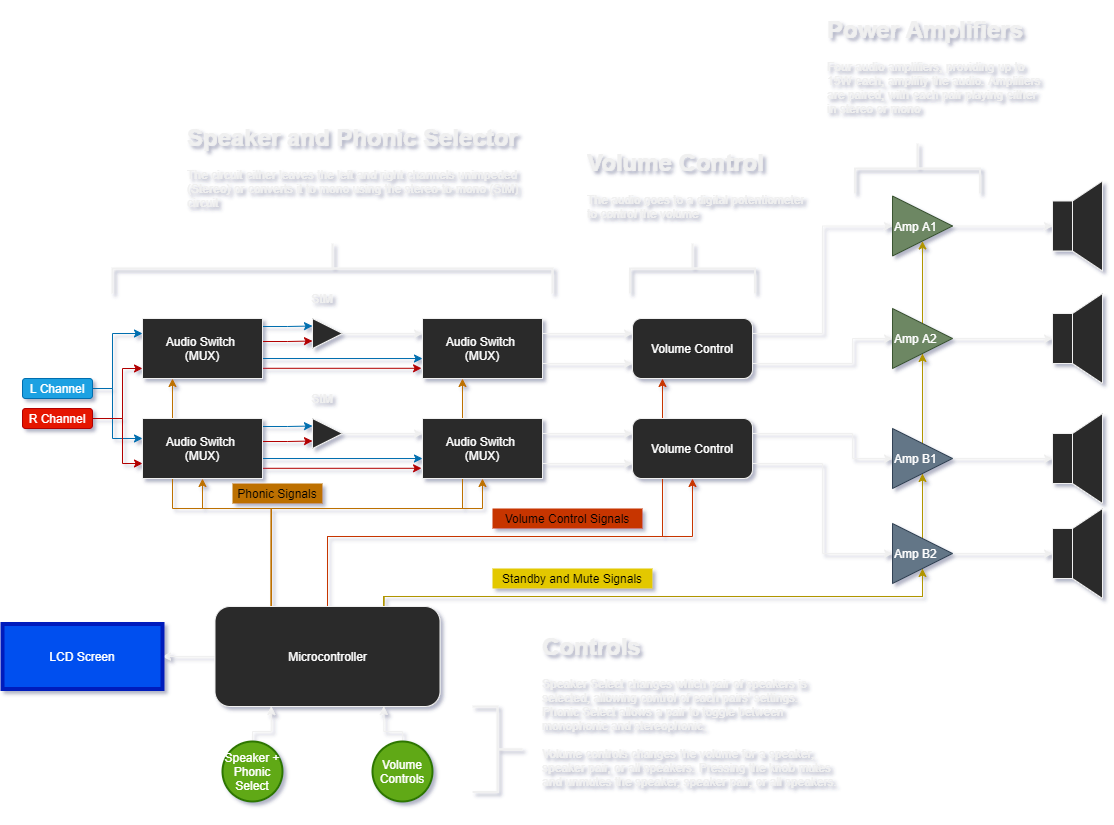 Power Amplifiers
Four audio amplifiers, providing up to
75W each, amplify the audio. Amplifiers
are paired, with each pair playing either
in stereo or mono
Speaker and Phonic Selector
The circuit either leaves the left and right channels unimpeded
(Stereo) or converts it to mono using the stereo to mono (StM)
circuit
Volume Control
The audio goes to a digital potentiometer
to control the volume
Amp A1
StM
Audio Switch
(MUX)
Audio Switch
(MUX)
Volume Control
Amp A2
L Channel
R Channel
StM
Audio Switch
(MUX)
Audio Switch
(MUX)
Volume Control
Amp B1
Phonic Signals
Volume Control Signals
Amp B2
Standby and Mute Signals
LCD Screen
Microcontroller
Controls
Speaker Select changes which pair of speakers is
selected, allowing control of each pairs' settings.
Phonic Select allows a pair to toggle between
monophonic and stereophonic.
Volume controls changes the volume for a speaker,
speaker pair, or all speakers. Pressing the knob mutes
and unmutes the speaker, speaker pair, or all speakers.
Speaker +
Phonic
Select
Volume
Controls